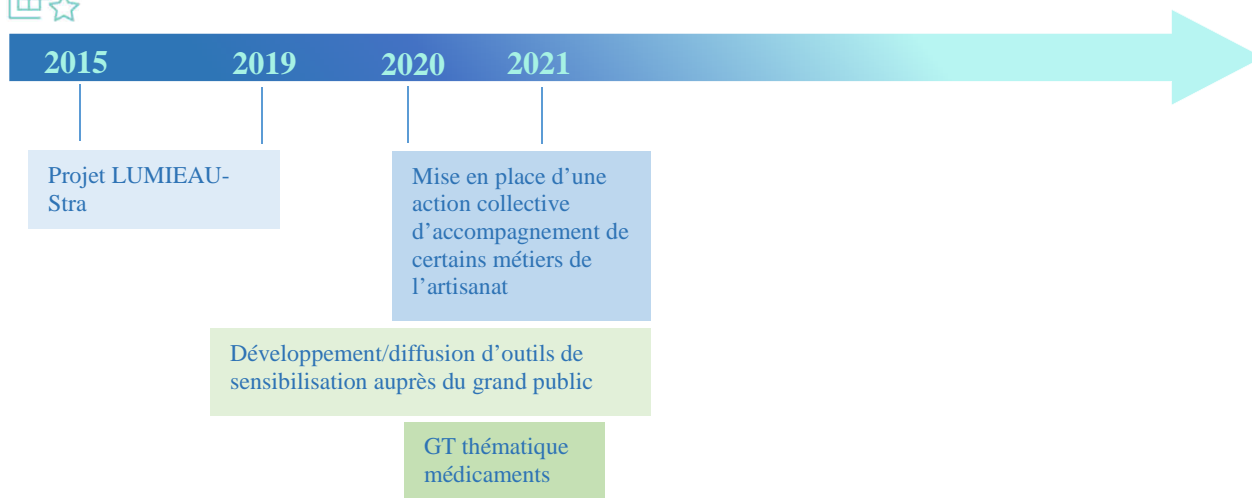 2015 2019 2020 2021
Projet LUMIEAU-
Stra
Mise en place d’une
action collective
d’accompagnement de
certains métiers de
l’artisanat
Développement/diffusion d’outils de
sensibilisation auprès du grand public
GT thématique
médicaments